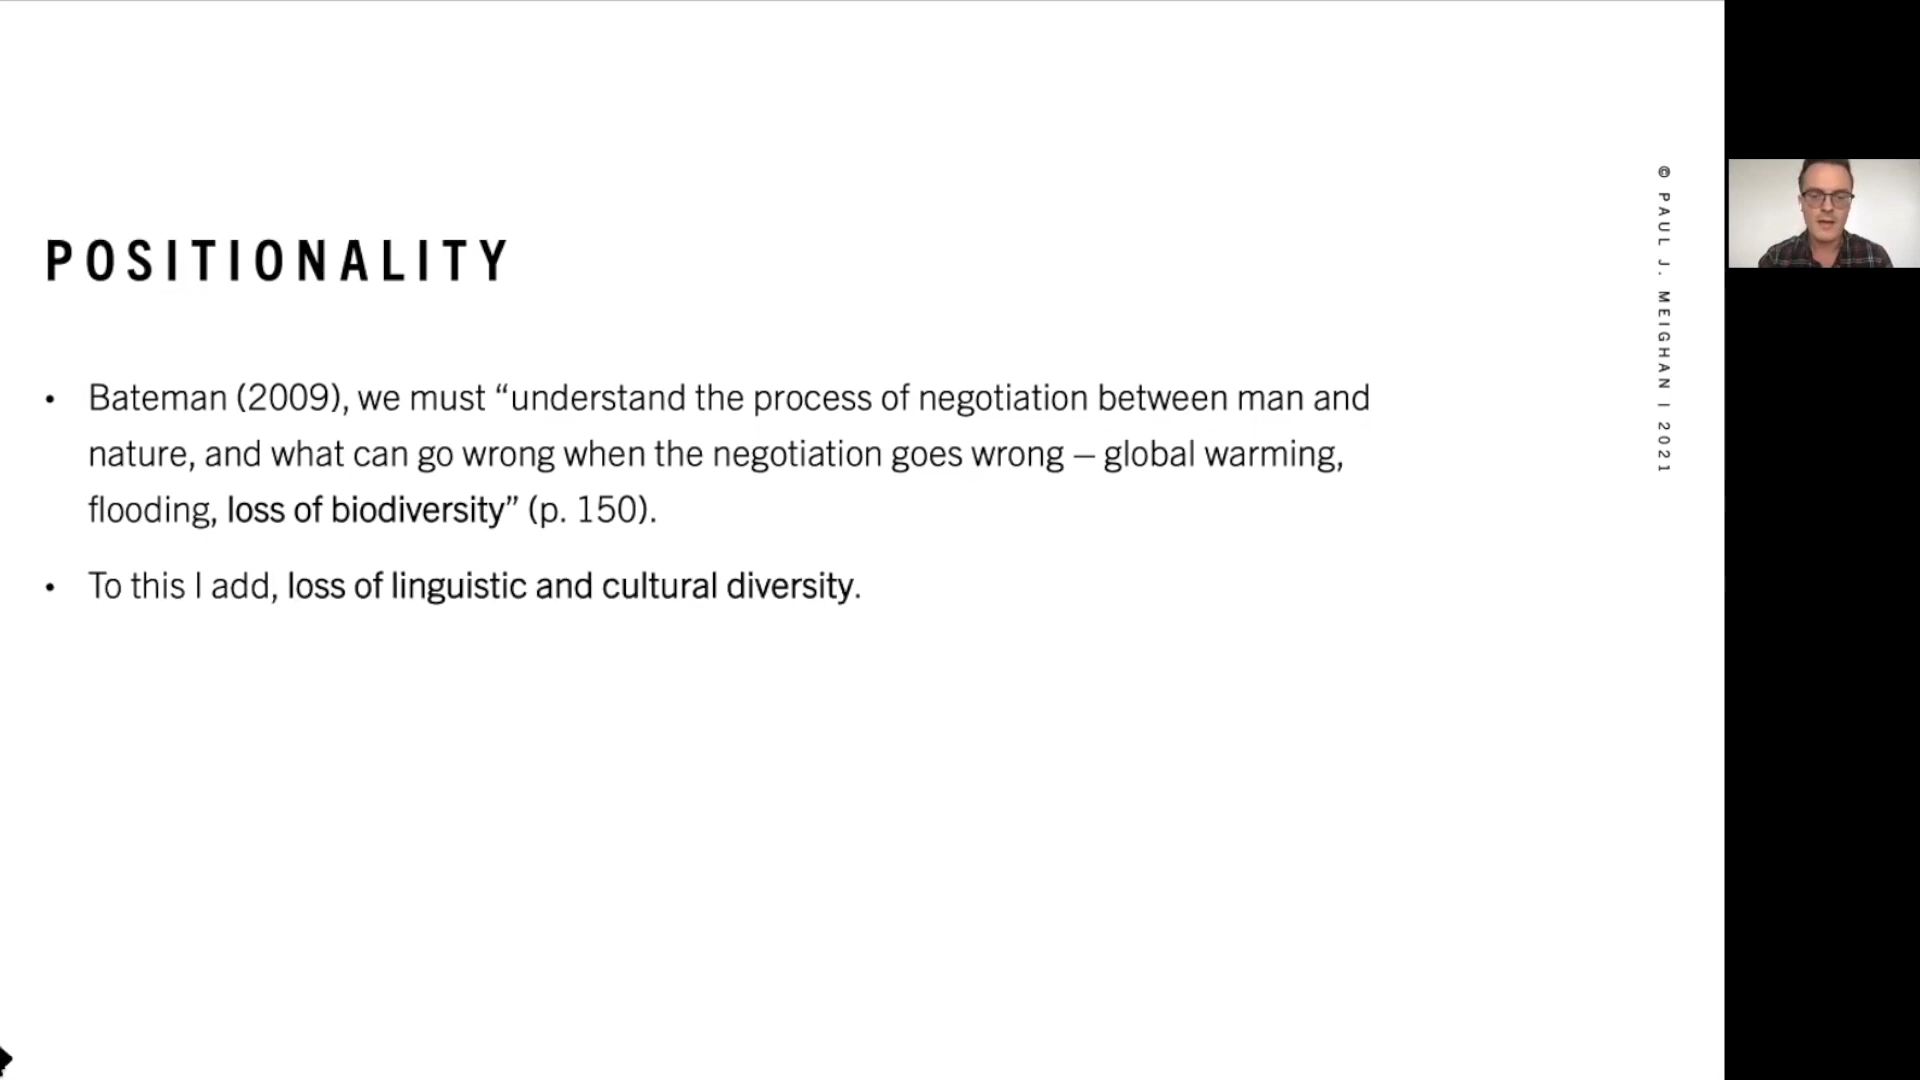 POSITIONALITY
• Bateman (2009), we must “understand the process of negotiation between man and
nature, and what can go wrong when the negotiation goes wrong – global warming,
flooding, loss of biodiversity” (p. 150).
• To this I add, loss of linguistic and cultural diversity.
© PAUL J. MEIGHAN I 2021